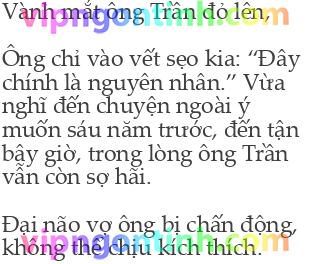 Vành mắt ông Trần đỏ lên,
Ông chỉ vào vết sẹo kia: “Đây
chính là nguyên nhân.” Vừa
nghĩ đến chuyện ngoài ý
muốn sáu năm trước, đến tận
bây giờ, trong lòng ông Trần
vẫn còn sợ hãi.
Đại não vợ ông bị chấn động,
không thể chịu kích thích.
vipngontinh.com
vipngontinh.com